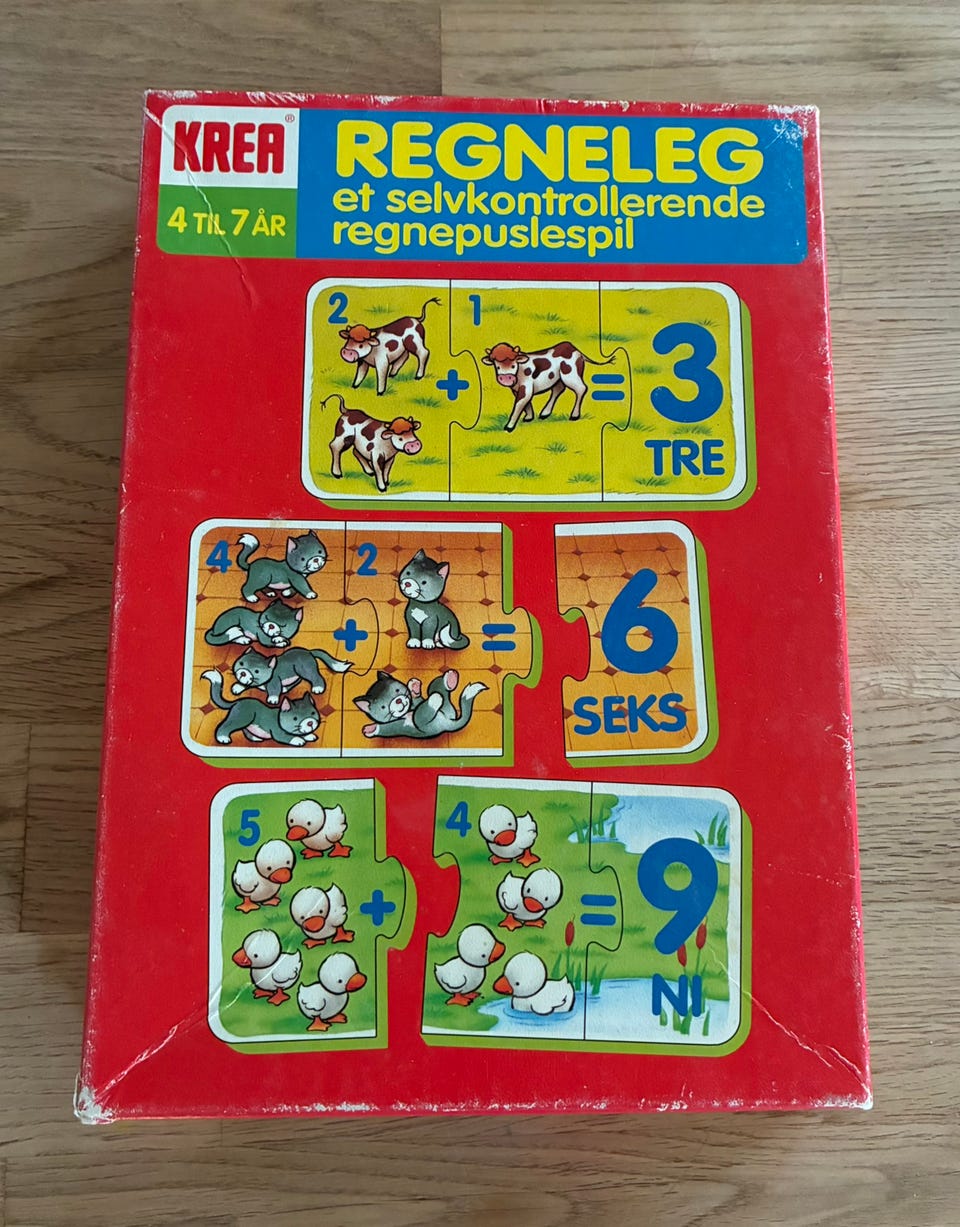 KREA®
4 TIL 7 ÅR
REGNELEG
et selvkontrollerende
regnepuslespil
2 + 1 = 3
TRE
4 + 2 = 6
SEKS
5 + 4 = 9
NI